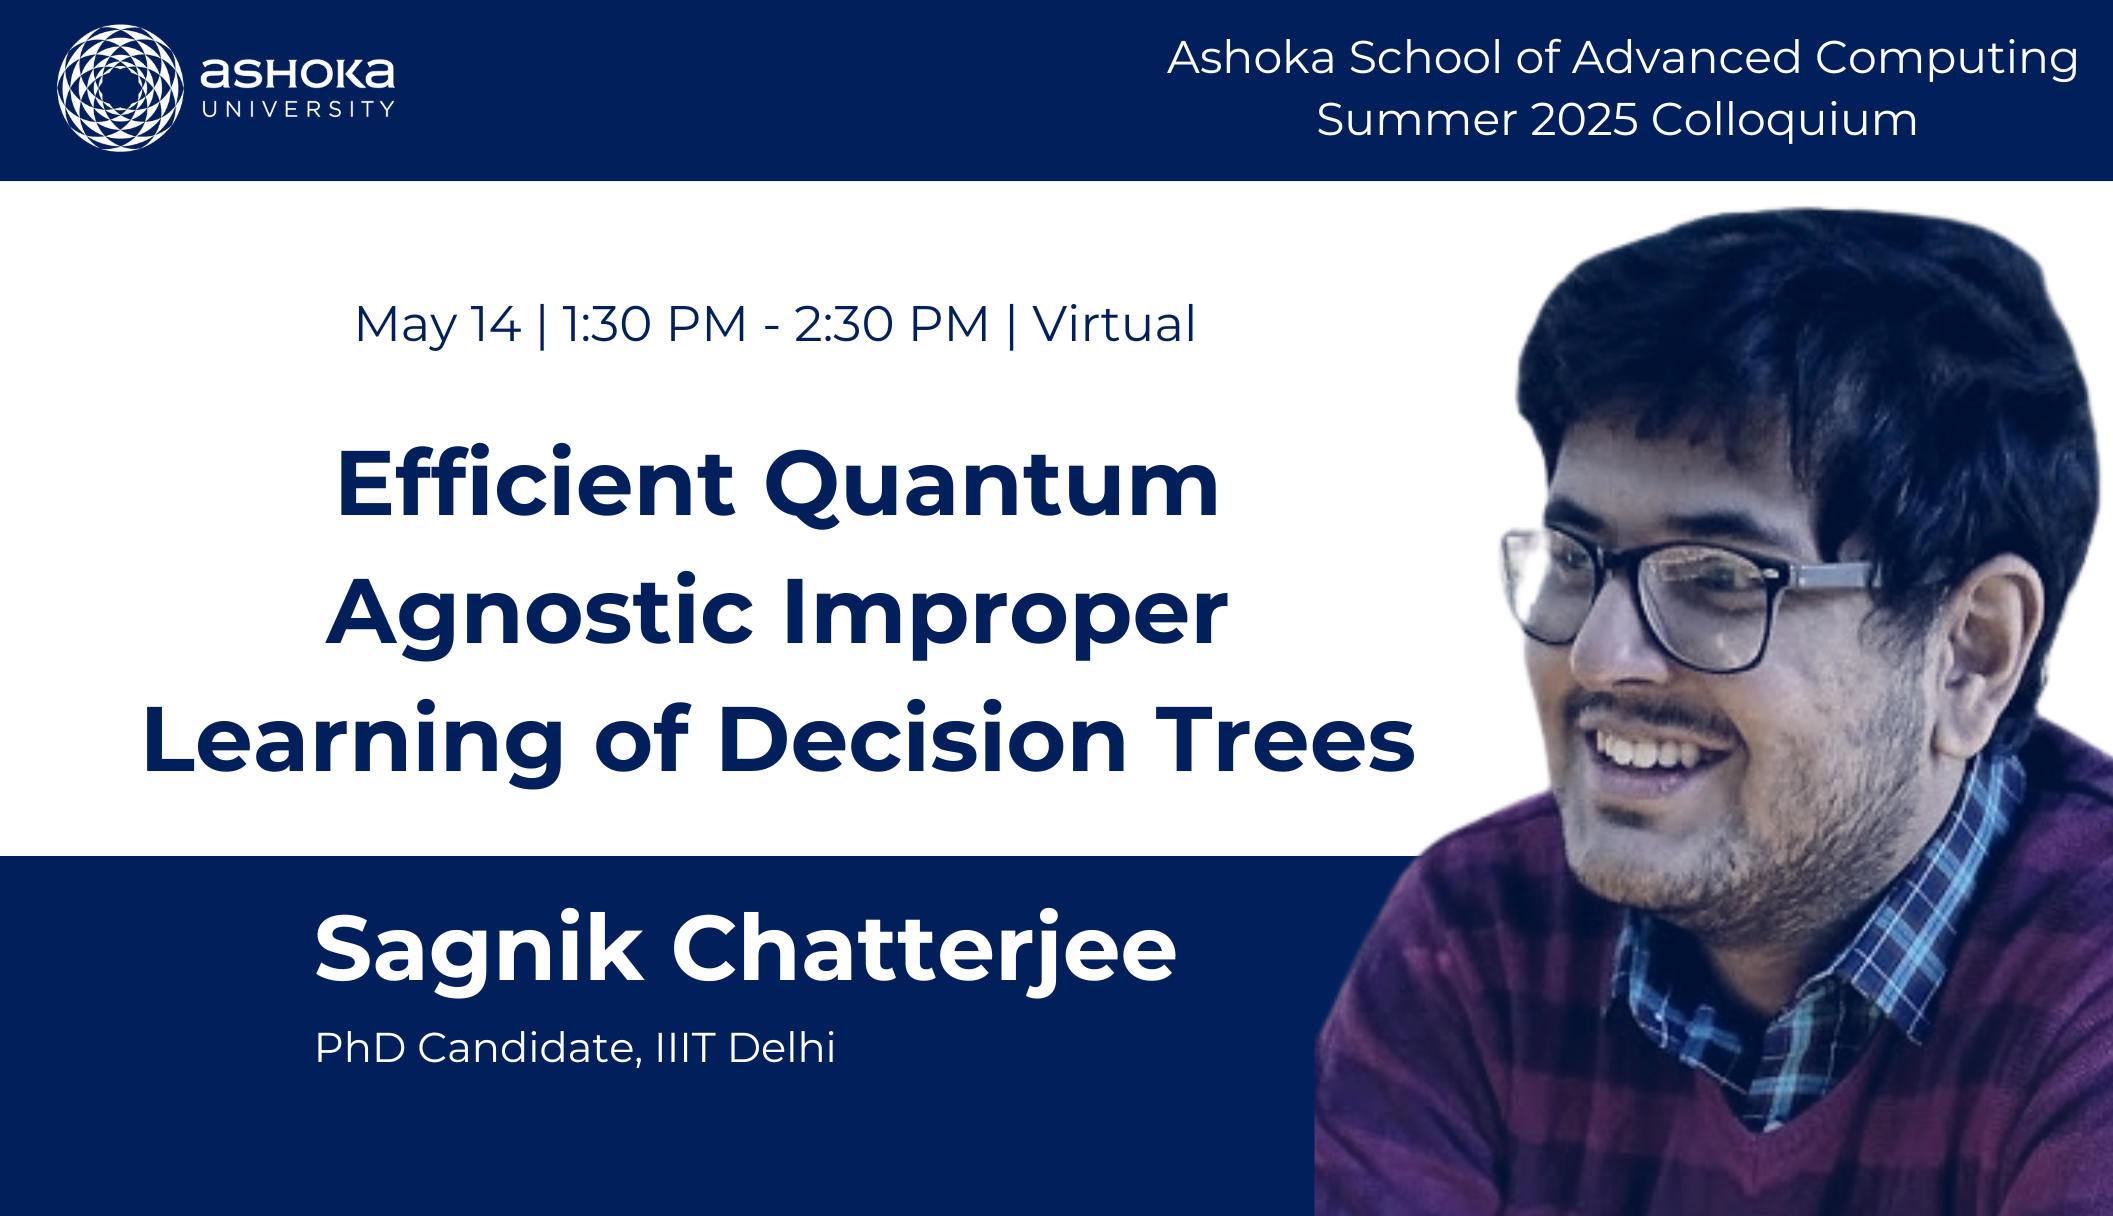 ASHOKA
UNIVERSITY
Ashoka School of Advanced Computing
Summer 2025 Colloquium
May 14 | 1:30 PM - 2:30 PM | Virtual
Efficient Quantum
Agnostic Improper
Learning of Decision Trees
Sagnik Chatterjee
PhD Candidate, IIIT Delhi